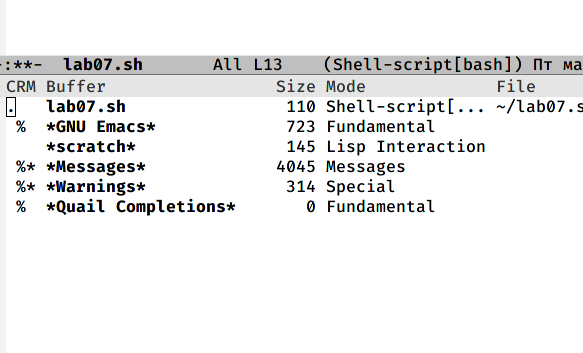 -:**-  lab07.sh       All L13    (Shell-script[bash]) Пт ма
CRM Buffer                 Size Mode             File
.   lab07.sh                110 Shell-script[... ~/lab07.s
 %  *GNU Emacs*             723 Fundamental
    *scratch*               145 Lisp Interaction
 %* *Messages*             4045 Messages
 %* *Warnings*              314 Special
 %  *Quail Completions*       0 Fundamental